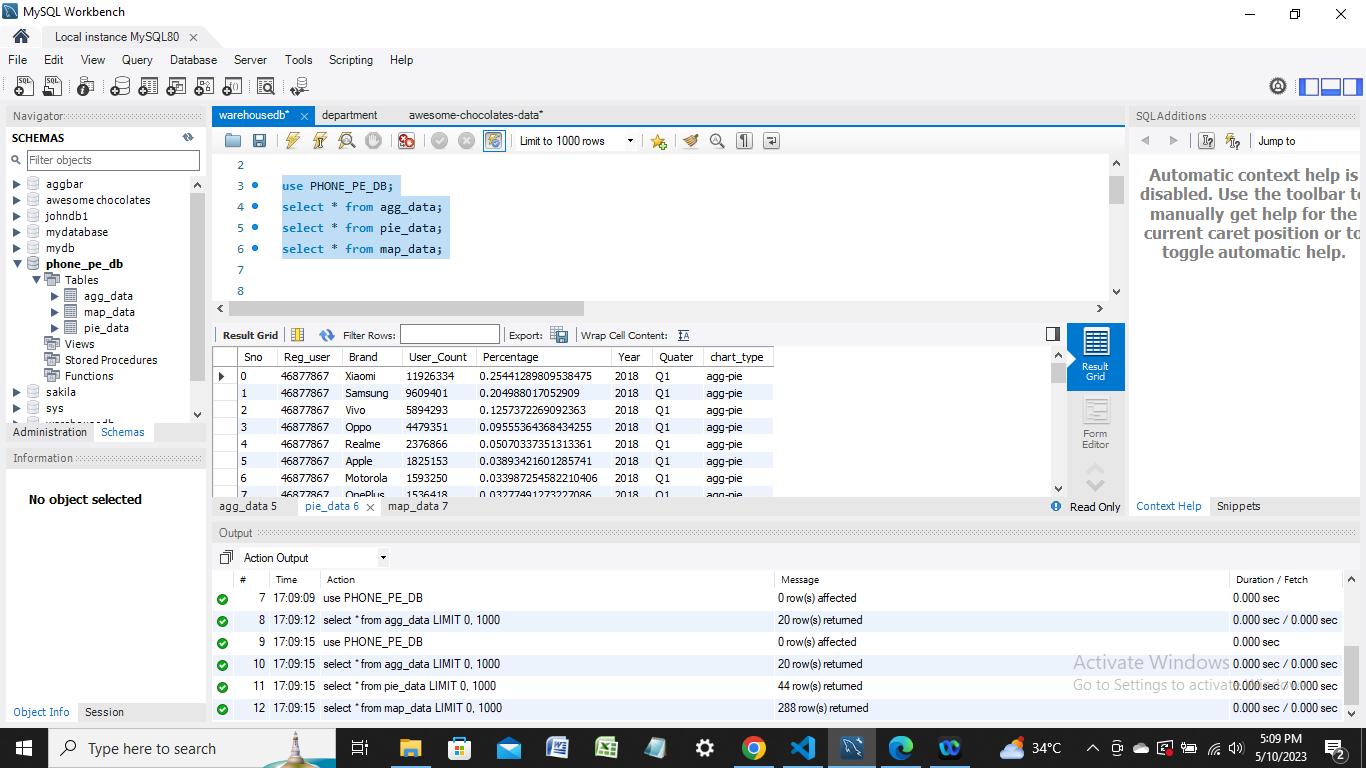 MySQL Workbench
Local instance MySQL80
File Edit View Query Database Server Tools Scripting Help
Navigator
SCHEMAS
Filter objects
aggbar
awesome chocolates
johndb1
mydatabase
mydb
phone_pe_db
Tables
agg_data
map_data
pie_data
Views
Stored Procedures
Functions
sakila
sys
Administration Schemas
Information
No object selected
Object Info Session
warehousedb* department awesome-chocolates-data*
Limit to 1000 rows
2
3 use PHONE_PE_DB;
4 select * from agg_data;
5 select * from pie_data;
6 select * from map_data;
7
8
Result Grid Filter Rows: Export: Wrap Cell Content:
Sno Reg_user Brand User_Count Percentage Year Quater chart_type
0 46877867 Xiaomi 11926334 0.25441289809538475 2018 Q1 agg-pie
1 46877867 Samsung 9609401 0.204988017052909 2018 Q1 agg-pie
2 46877867 Vivo 5894293 0.1257372269092363 2018 Q1 agg-pie
3 46877867 Oppo 4479351 0.09555364368434255 2018 Q1 agg-pie
4 46877867 Realme 2376866 0.05070337351313361 2018 Q1 agg-pie
5 46877867 Apple 1825153 0.03893421601285741 2018 Q1 agg-pie
6 46877867 Motorola 1593250 0.033987254582210406 2018 Q1 agg-pie
7 46877867 OnePlus 1536418 0.03277491273227086 2018 Q1 agg-pie
Result
Grid
Form
Editor
agg_data 5 pie_data 6 map_data 7
Read Only
SQLAdditions
Jump to
Automatic context help is
disabled. Use the toolbar to
manually get help for the
current caret position or to
toggle automatic help.
Context Help Snippets
Output
Action Output
# Time Action Message Duration / Fetch
7 17:09:09 use PHONE_PE_DB 0 row(s) affected 0.000 sec
8 17:09:12 select * from agg_data LIMIT 0, 1000 20 row(s) returned 0.000 sec / 0.000 sec
9 17:09:15 use PHONE_PE_DB 0 row(s) affected 0.000 sec
10 17:09:15 select * from agg_data LIMIT 0, 1000 20 row(s) returned 0.000 sec / 0.000 sec
11 17:09:15 select * from pie_data LIMIT 0, 1000 44 row(s) returned 0.000 sec / 0.000 sec
12 17:09:15 select * from map_data LIMIT 0, 1000 288 row(s) returned 0.000 sec / 0.000 sec
Activate Windows
Go to Settings to activate Windows.
Type here to search
34°C
5:09 PM
5/10/2023
2